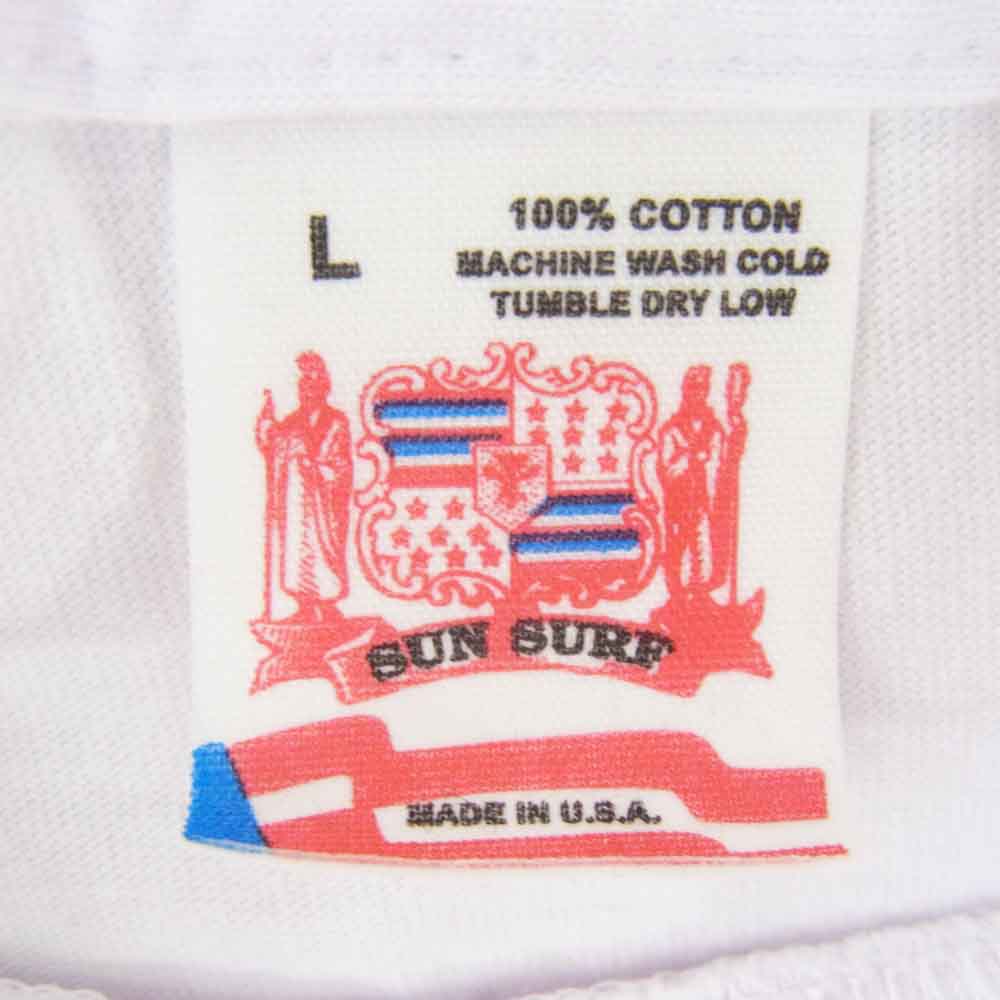 L
100% COTTON
MACHINE WASH COLD
TUMBLE DRY LOW
SUN SURF
MADE IN U.S.A.